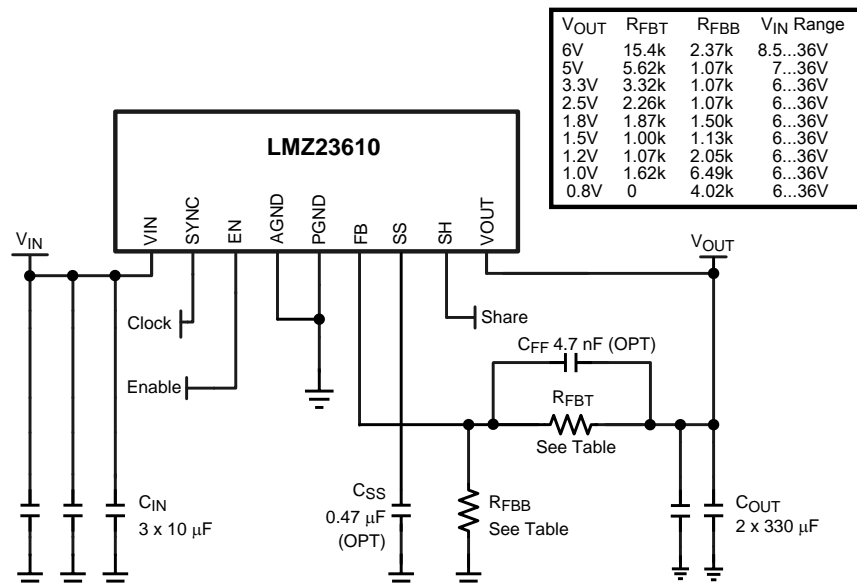 VOUT RFBT RFBB VIN Range
6V 15.4k 2.37k 8.5...36V
5V 5.62k 1.07k 7...36V
3.3V 3.32k 1.07k 6...36V
2.5V 2.26k 1.07k 6...36V
1.8V 1.87k 1.50k 6...36V
1.5V 1.00k 1.13k 6...36V
1.2V 1.07k 2.05k 6...36V
1.0V 1.62k 6.49k 6...36V
0.8V 0 4.02k 6...36V
LMZ23610
VIN
SYNC
EN
AGND
PGND
FB
SS
SH
VOUT
VIN
VOUT
Clock
Share
Enable
CFF 4.7 nF (OPT)
RFBT
See Table
CIN
3 x 10 μF
CSS
0.47 μF
(OPT)
RFBB
See Table
COUT
2 x 330 μF